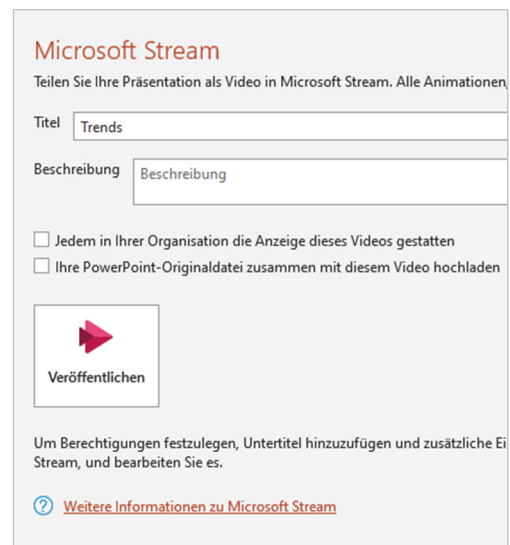 Microsoft Stream
Teilen Sie Ihre Präsentation als Video in Microsoft Stream. Alle Animationen,
Titel Trends
Beschreibung Beschreibung
Jedem in Ihrer Organisation die Anzeige dieses Videos gestatten
Ihre PowerPoint-Originaldatei zusammen mit diesem Video hochladen
Veröffentlichen
Um Berechtigungen festzulegen, Untertitel hinzuzufügen und zusätzliche Ei
Stream, und bearbeiten Sie es.
Weitere Informationen zu Microsoft Stream